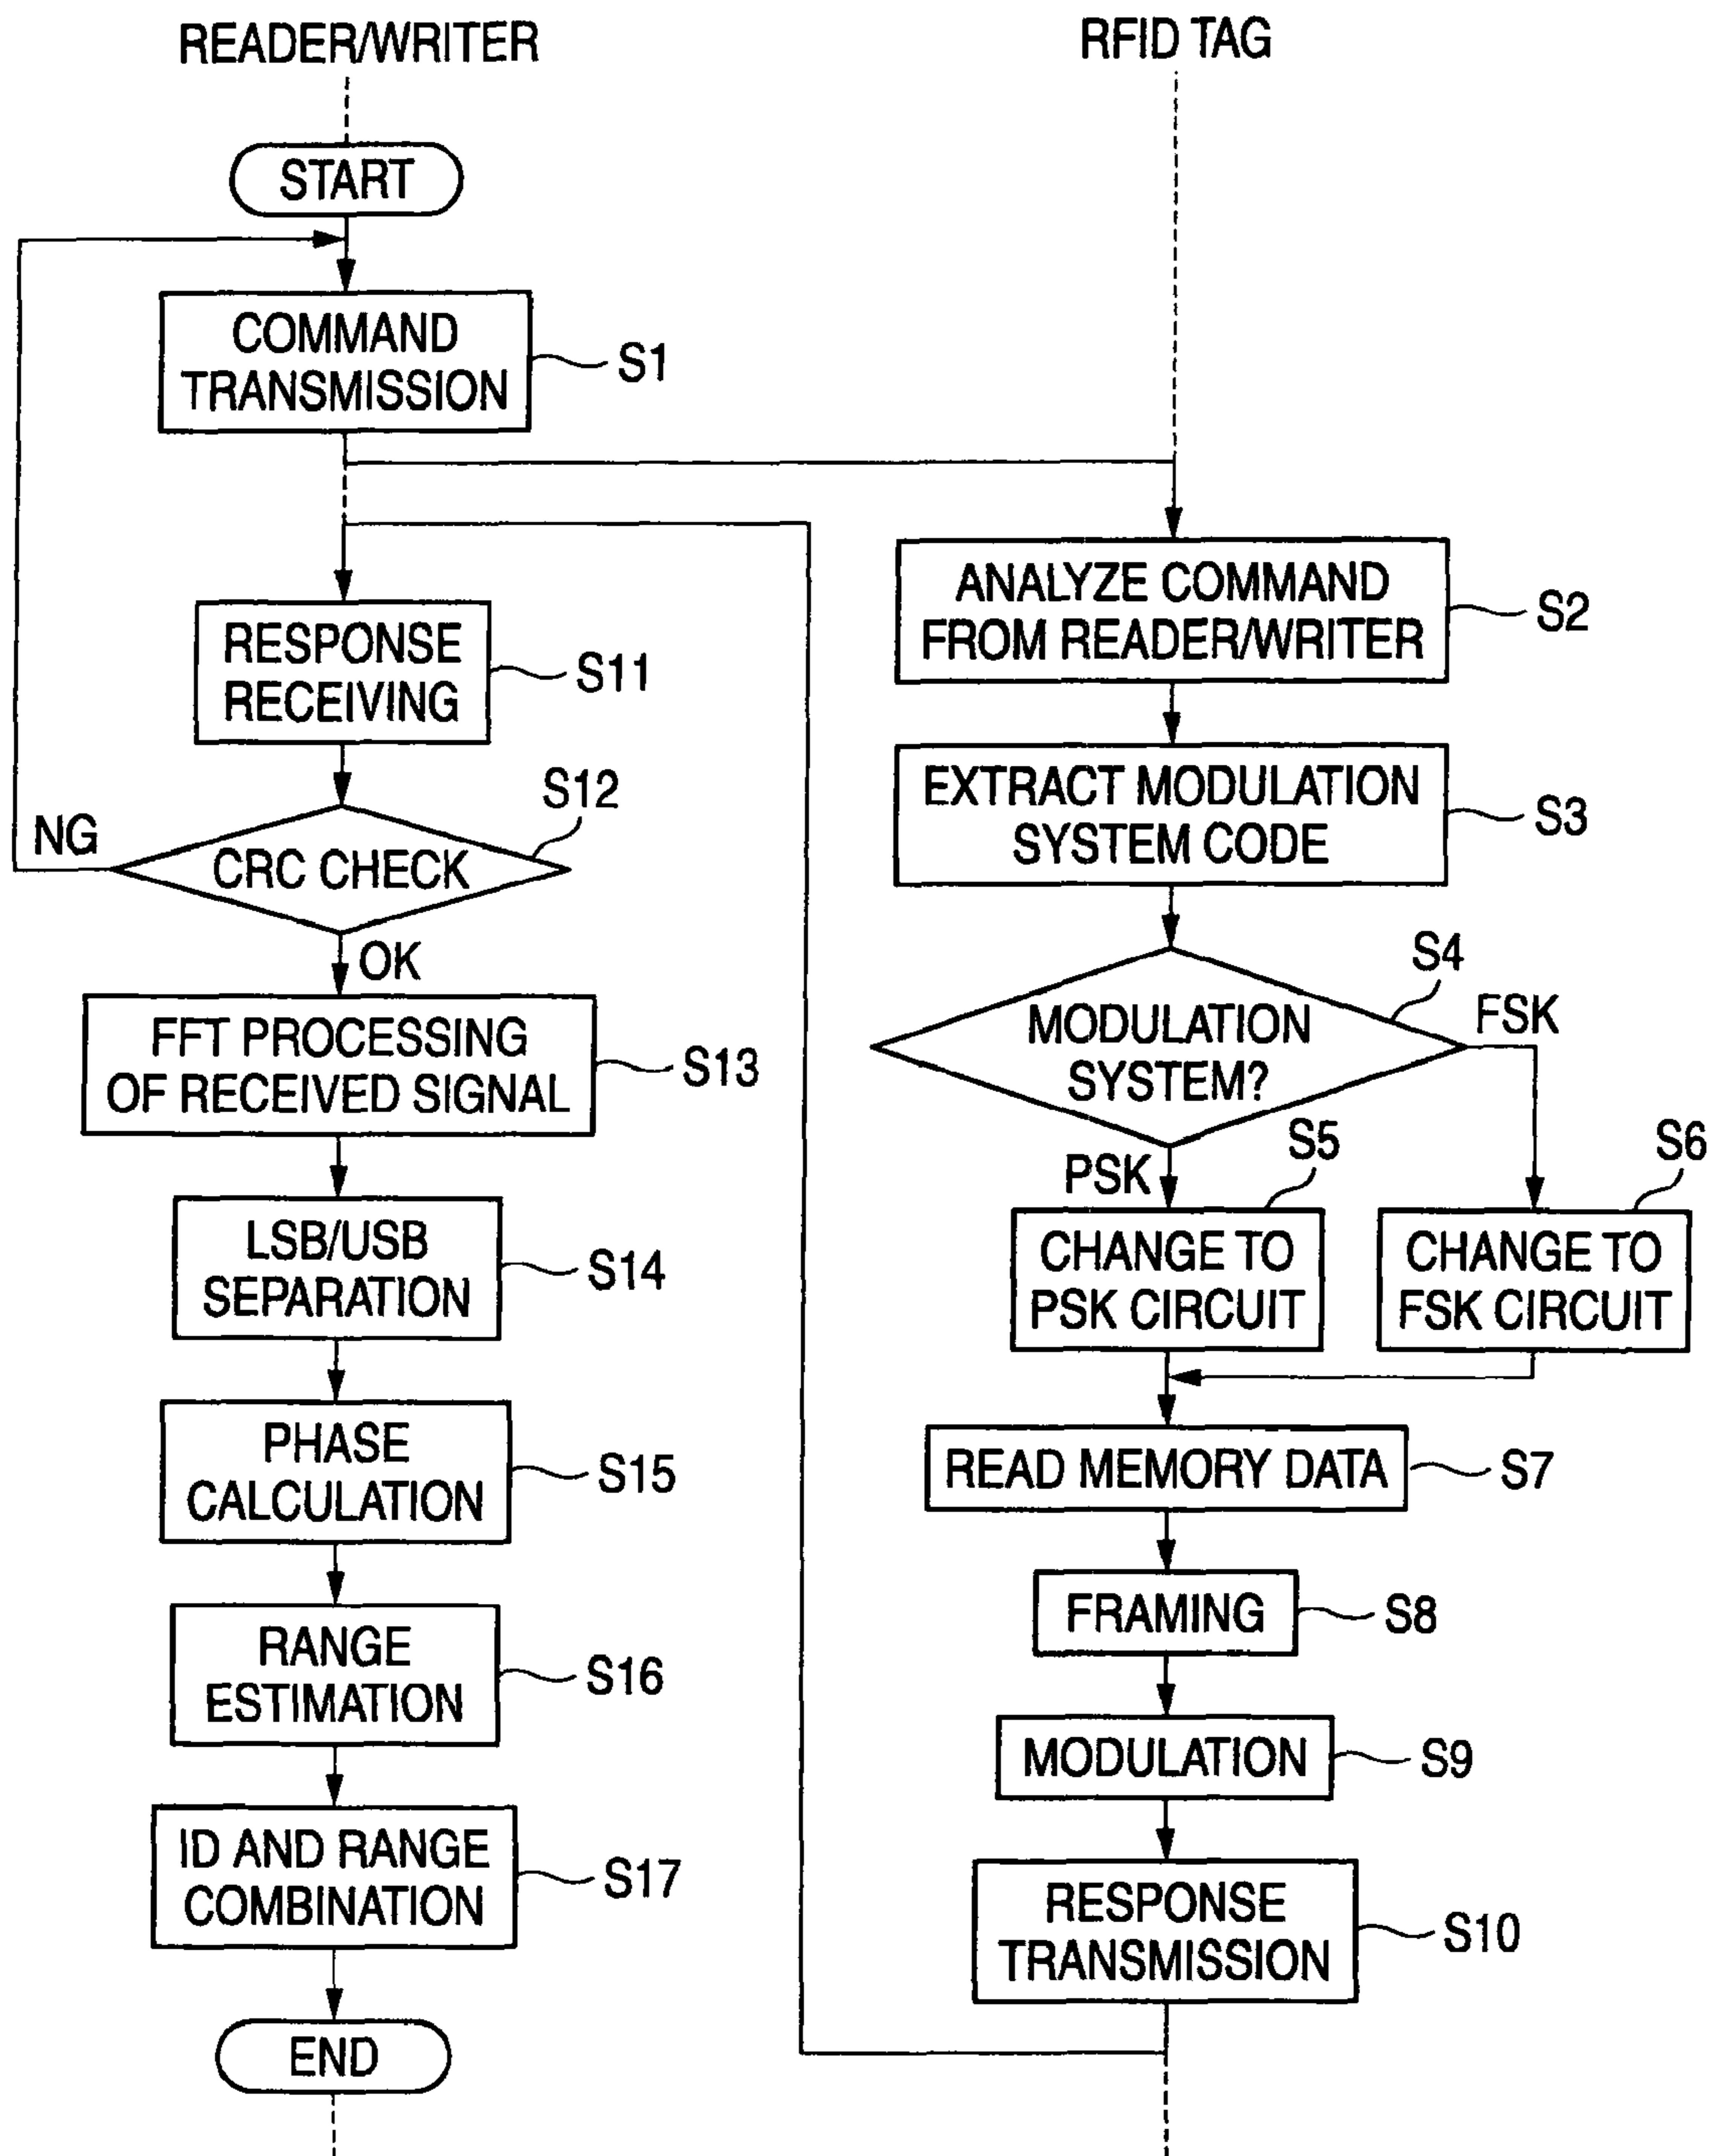 READER/WRITER
RFID TAG
START
COMMAND
TRANSMISSION
S1
RESPONSE
RECEIVING
S11
S12
NG
CRC CHECK
OK
FFT PROCESSING
OF RECEIVED SIGNAL
S13
LSB/USB
SEPARATION
S14
PHASE
CALCULATION
S15
RANGE
ESTIMATION
S16
ID AND RANGE
COMBINATION
S17
END
ANALYZE COMMAND
FROM READER/WRITER
S2
EXTRACT MODULATION
SYSTEM CODE
S3
S4
MODULATION
SYSTEM?
FSK
PSK
S5
S6
CHANGE TO
PSK CIRCUIT
CHANGE TO
FSK CIRCUIT
READ MEMORY DATA
S7
FRAMING
S8
MODULATION
S9
RESPONSE
TRANSMISSION
S10